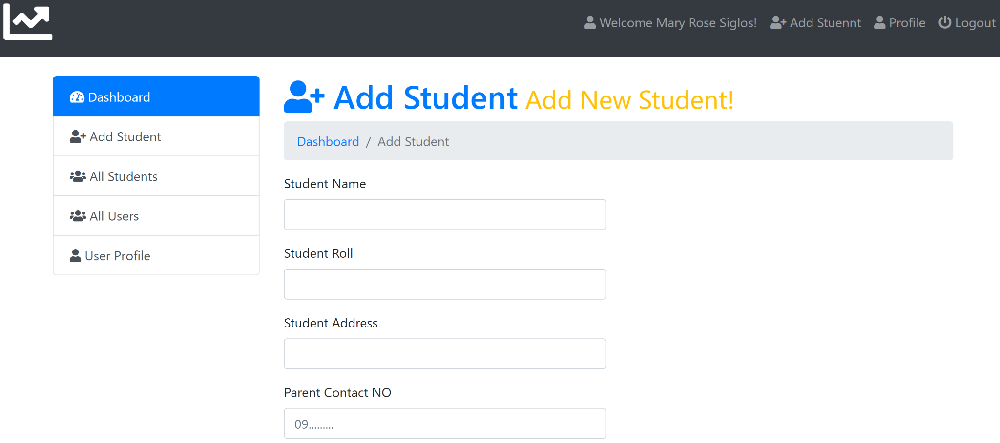 Welcome Mary Rose Siglos! Add Stuennt Profile Logout
Dashboard
Add Student
All Students
All Users
User Profile
Add Student Add New Student!
Dashboard / Add Student
Student Name
Student Roll
Student Address
Parent Contact NO
09.........